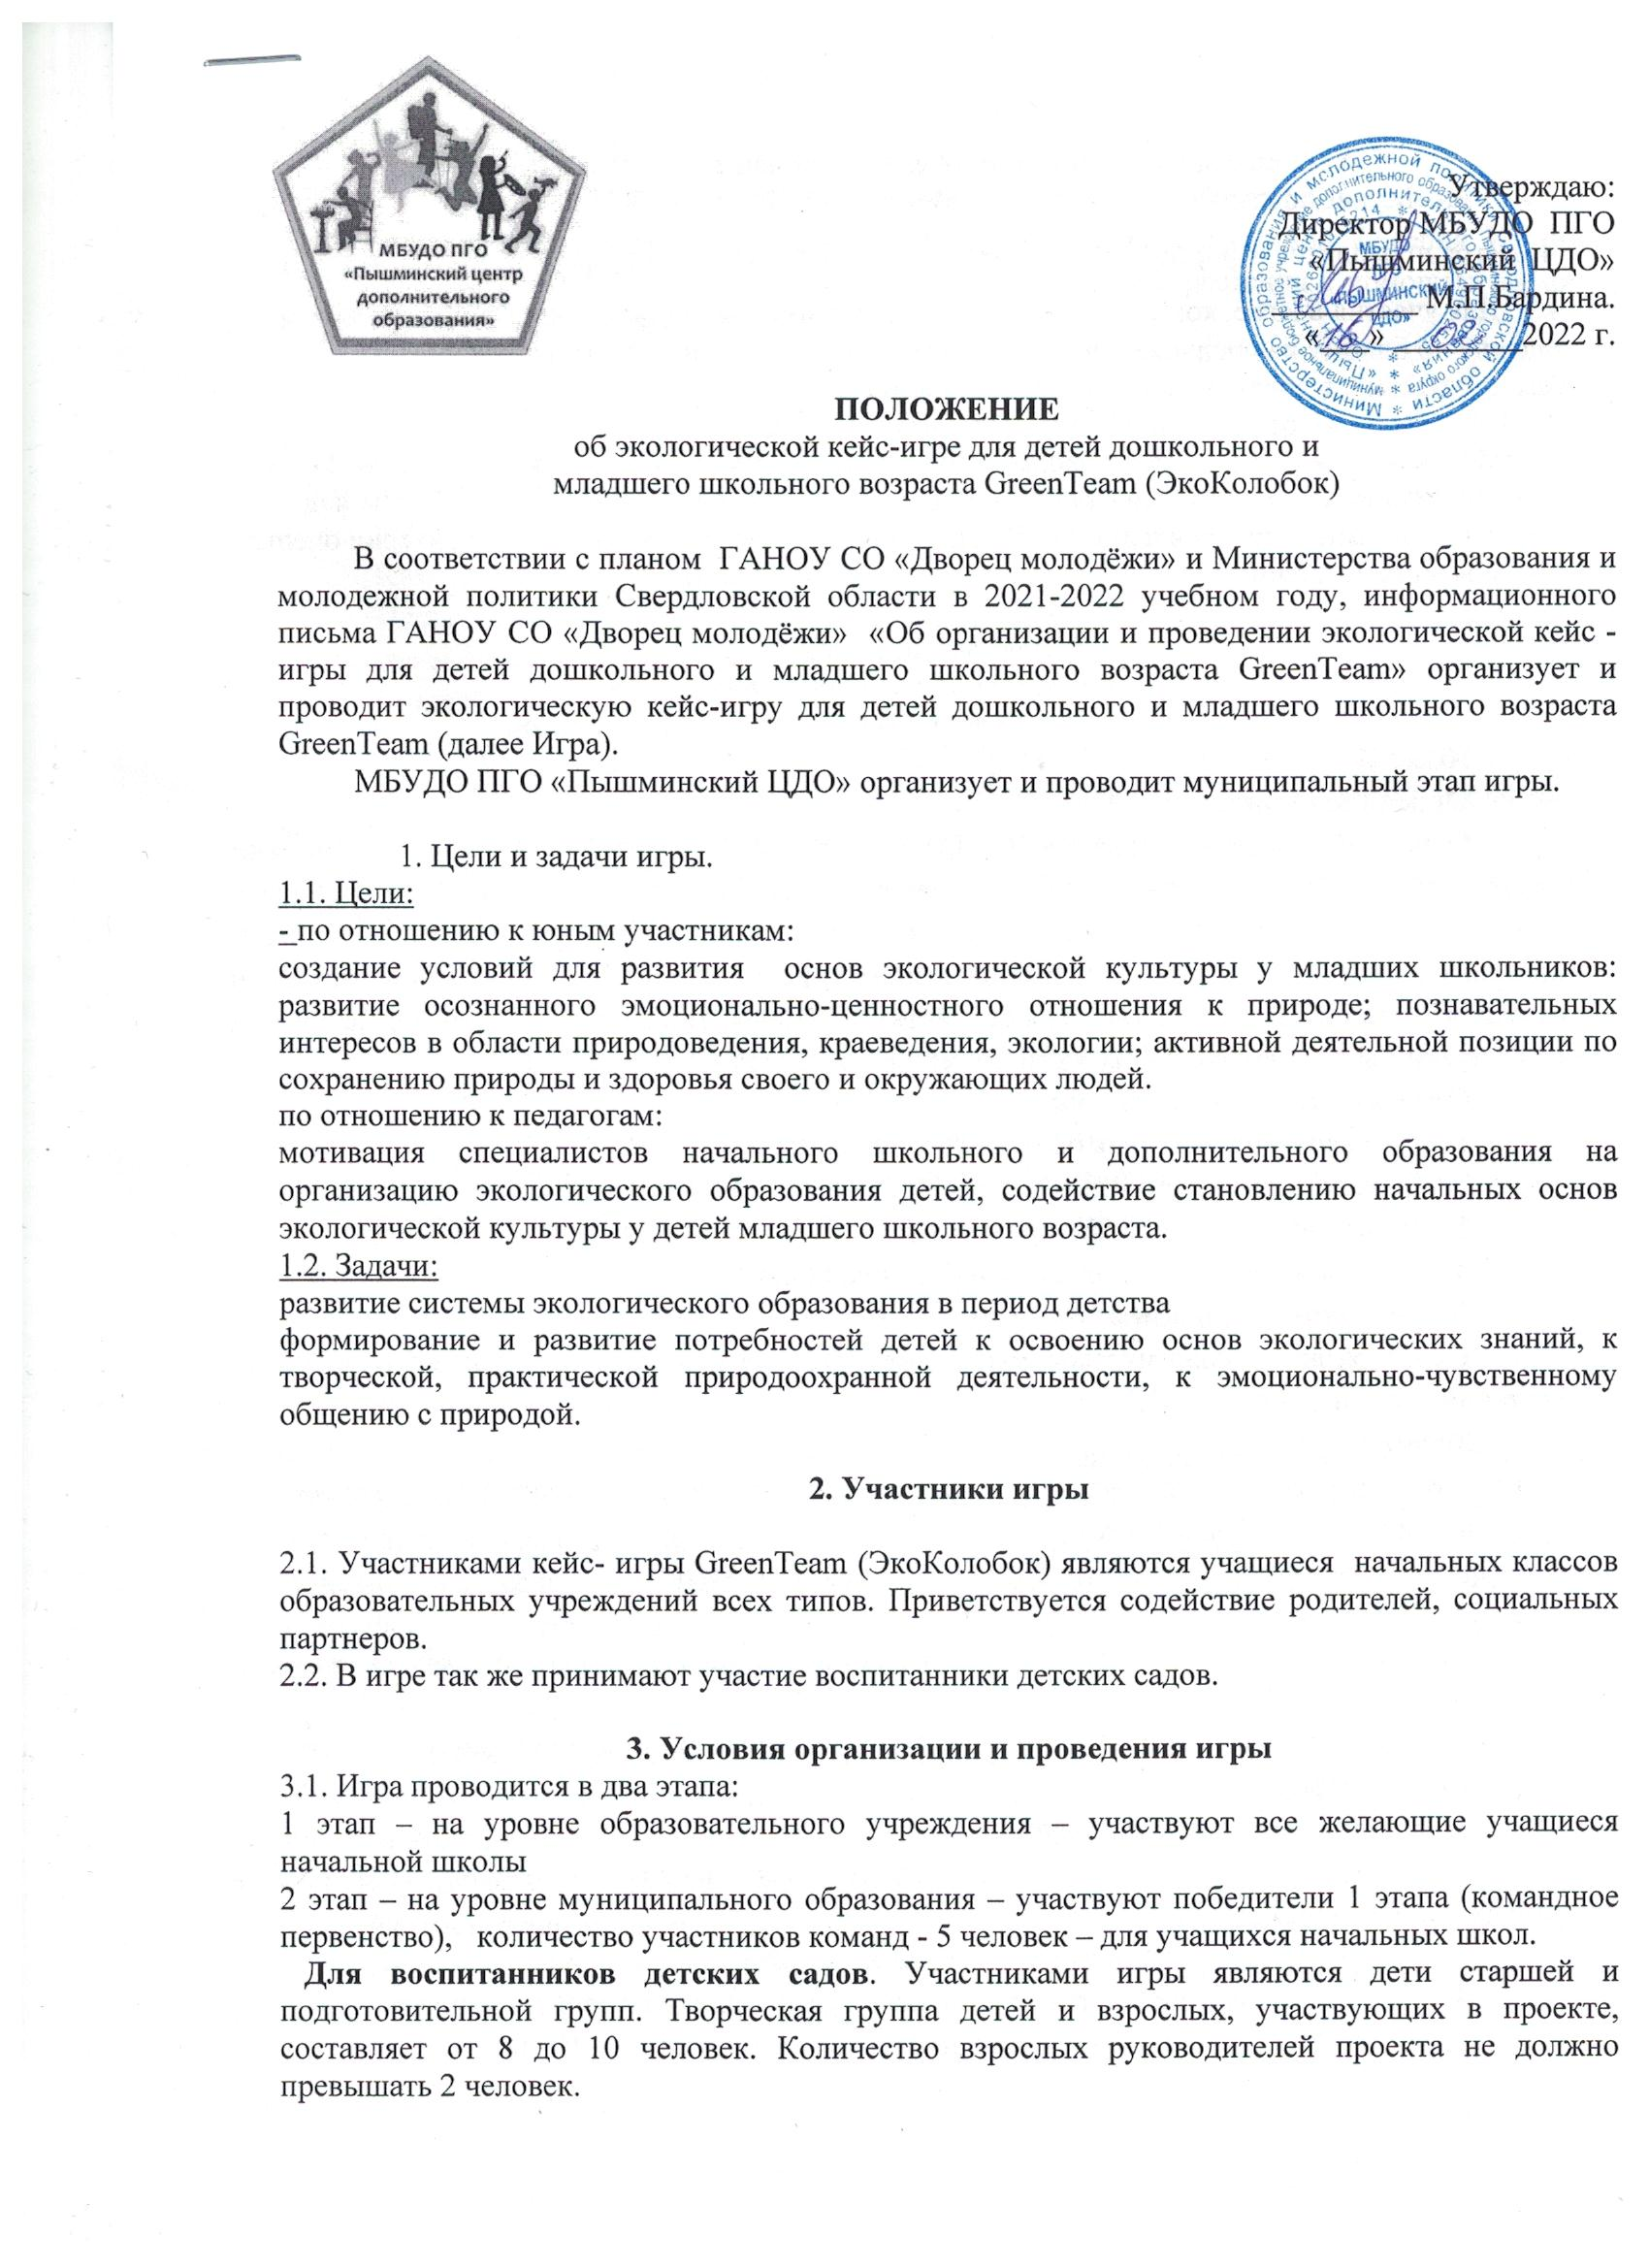 МБУДО ПГО
«Пышминский центр
дополнительного
образования»
Утверждаю:
Директор МБУДО ПГО
«Пышминский ЦДО»
М.П.Бардина.
«16» 2022 г.
МБУДО
ПГО
«ПЫШМИНСКИЙ
ЦДО»
ПОЛОЖЕНИЕ
об экологической кейс-игре для детей дошкольного и
младшего школьного возраста GreenTeam (ЭкоКолобок)
В соответствии с планом ГАНОУ СО «Дворец молодёжи» и Министерства образования и
молодежной политики Свердловской области в 2021-2022 учебном году, информационного
письма ГАНОУ СО «Дворец молодёжи» «Об организации и проведении экологической кейс -
игры для детей дошкольного и младшего школьного возраста GreenTeam» организует и
проводит экологическую кейс-игру для детей дошкольного и младшего школьного возраста
GreenTeam (далее Игра).
МБУДО ПГО «Пышминский ЦДО» организует и проводит муниципальный этап игры.
1. Цели и задачи игры.
1.1. Цели:
- по отношению к юным участникам:
создание условий для развития основ экологической культуры у младших школьников:
развитие осознанного эмоционально-ценностного отношения к природе; познавательных
интересов в области природоведения, краеведения, экологии; активной деятельной позиции по
сохранению природы и здоровья своего и окружающих людей.
по отношению к педагогам:
мотивация специалистов начального школьного и дополнительного образования на
организацию экологического образования детей, содействие становлению начальных основ
экологической культуры у детей младшего школьного возраста.
1.2. Задачи:
развитие системы экологического образования в период детства
формирование и развитие потребностей детей к освоению основ экологических знаний, к
творческой, практической природоохранной деятельности, к эмоционально-чувственному
общению с природой.
2. Участники игры
2.1. Участниками кейс- игры GreenTeam (ЭкоКолобок) являются учащиеся начальных классов
образовательных учреждений всех типов. Приветствуется содействие родителей, социальных
партнеров.
2.2. В игре так же принимают участие воспитанники детских садов.
3. Условия организации и проведения игры
3.1. Игра проводится в два этапа:
1 этап – на уровне образовательного учреждения – участвуют все желающие учащиеся
начальной школы
2 этап – на уровне муниципального образования – участвуют победители 1 этапа (командное
первенство), количество участников команд - 5 человек – для учащихся начальных школ.
Для воспитанников детских садов. Участниками игры являются дети старшей и
подготовительной групп. Творческая группа детей и взрослых, участвующих в проекте,
составляет от 8 до 10 человек. Количество взрослых руководителей проекта не должно
превышать 2 человек.